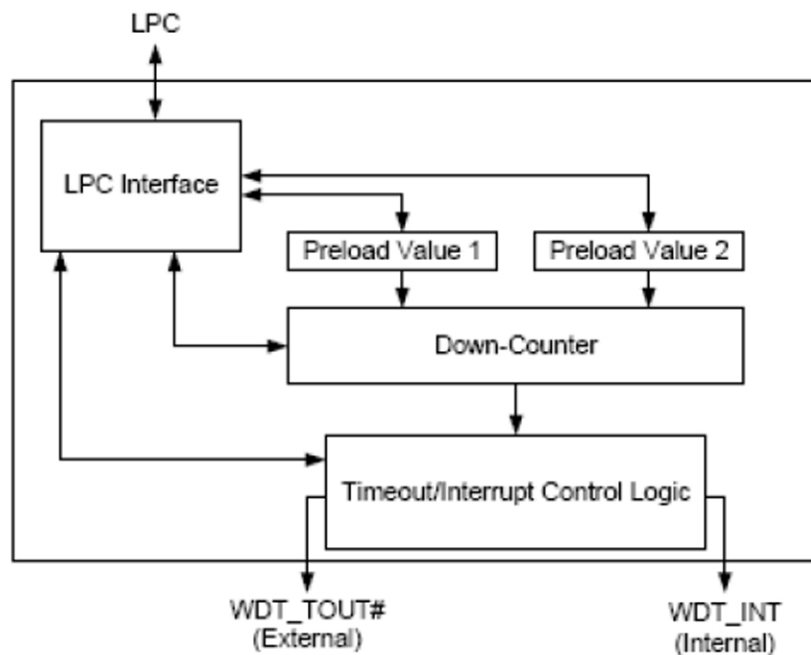 LPC
LPC Interface
Preload Value 1
Preload Value 2
Down-Counter
Timeout/Interrupt Control Logic
WDT_TOUT#
(External)
WDT_INT
(Internal)